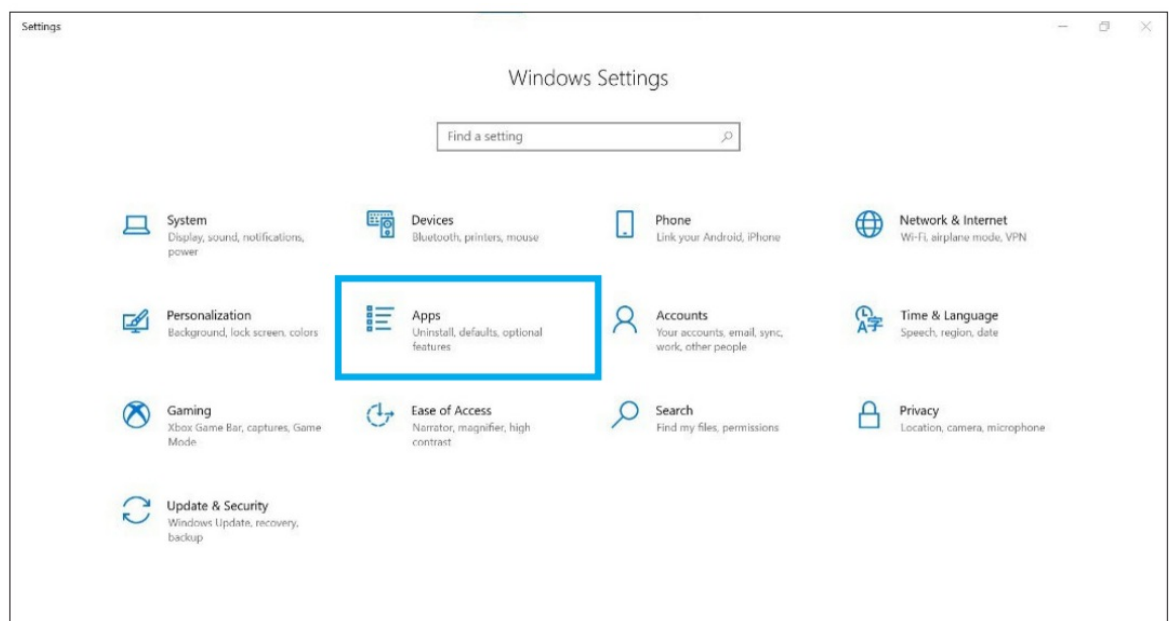 Settings
Windows Settings
Find a setting
System
Display, sound, notifications,
power
Devices
Bluetooth, printers, mouse
Phone
Link your Android, iPhone
Network & Internet
Wi-Fi, airplane mode, VPN
Personalization
Background, lock screen, colors
Apps
Uninstall, defaults, optional
features
Accounts
Your accounts, email, sync,
work, other people
Time & Language
Speech, region, date
Gaming
Xbox Game Bar, captures, Game
Mode
Ease of Access
Narrator, magnifier, high
contrast
Search
Find my files, permissions
Privacy
Location, camera, microphone
Update & Security
Windows Update, recovery,
backup